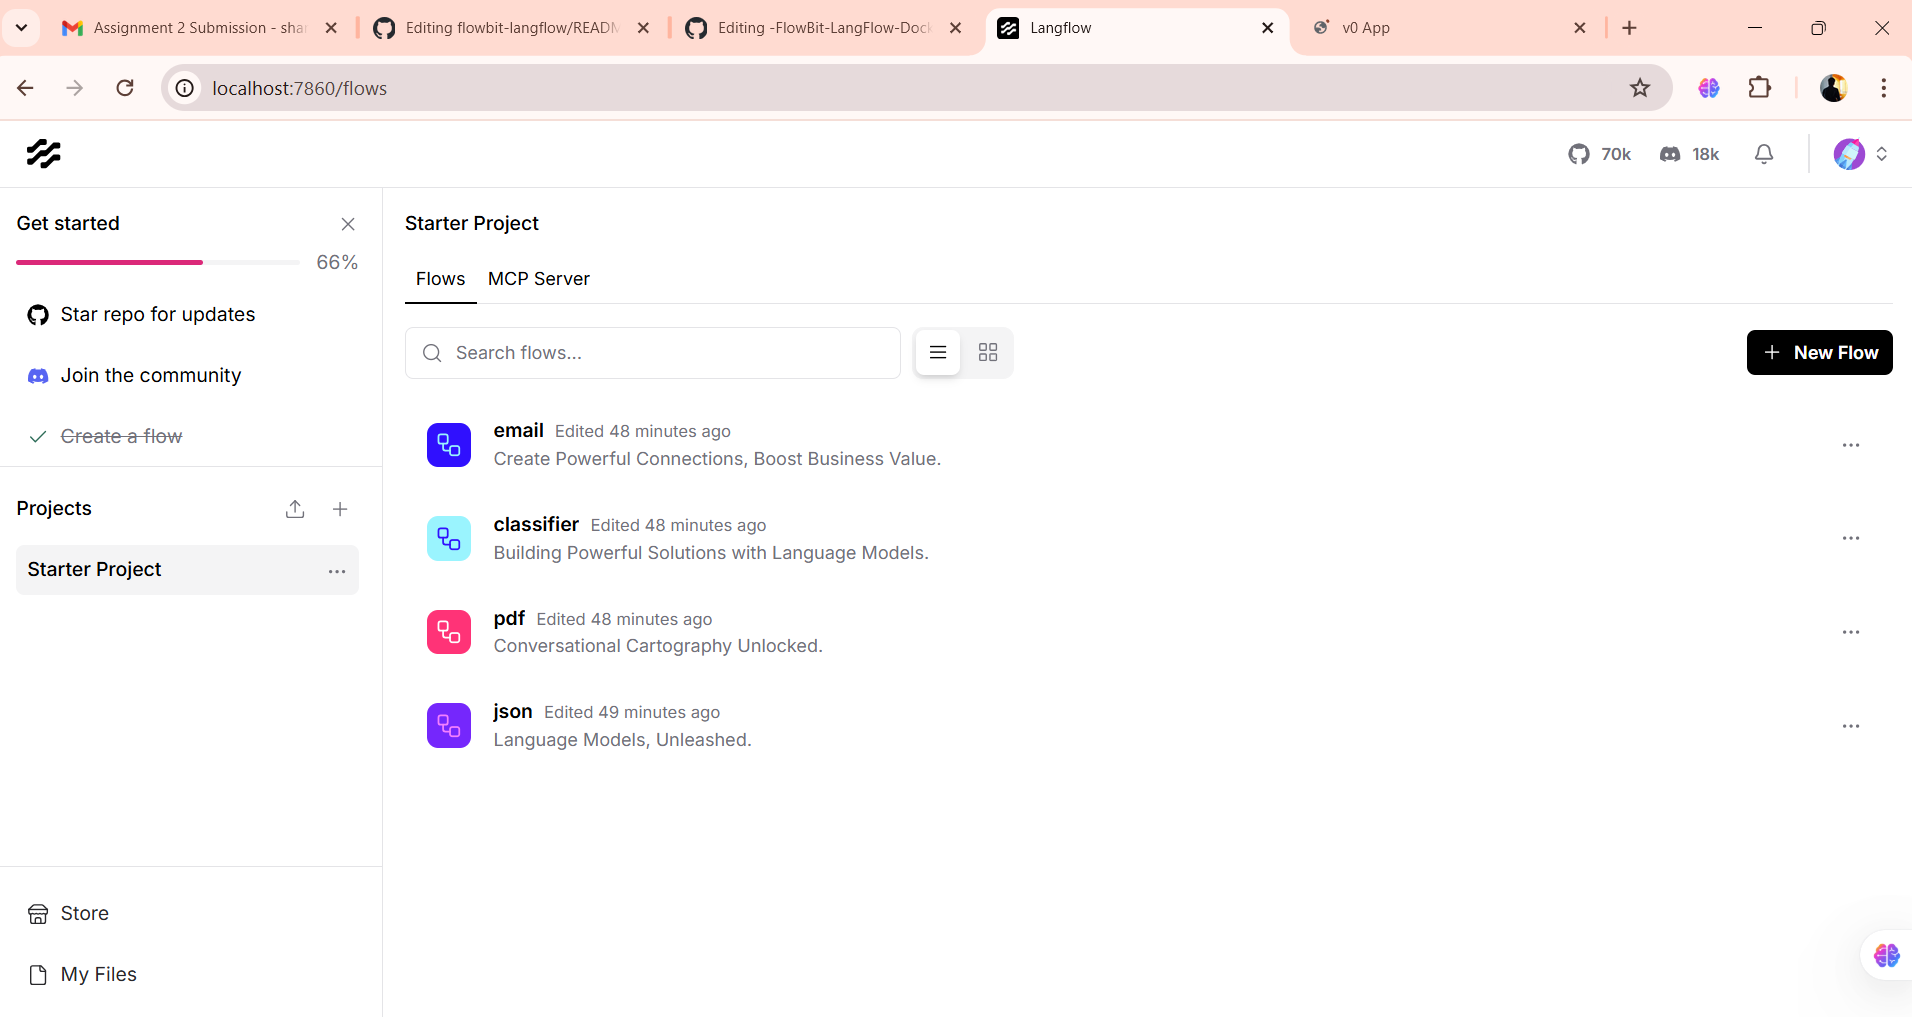 Assignment 2 Submission - shar
Editing flowbit-langflow/READM
Editing -FlowBit-LangFlow-Dock
Langflow
v0 App
localhost:7860/flows
70k
18k
Get started
66%
Star repo for updates
Join the community
Create a flow
Projects
Starter Project
Store
My Files
Starter Project
Flows
MCP Server
Search flows...
New Flow
email Edited 48 minutes ago
Create Powerful Connections, Boost Business Value.
classifier Edited 48 minutes ago
Building Powerful Solutions with Language Models.
pdf Edited 48 minutes ago
Conversational Cartography Unlocked.
json Edited 49 minutes ago
Language Models, Unleashed.